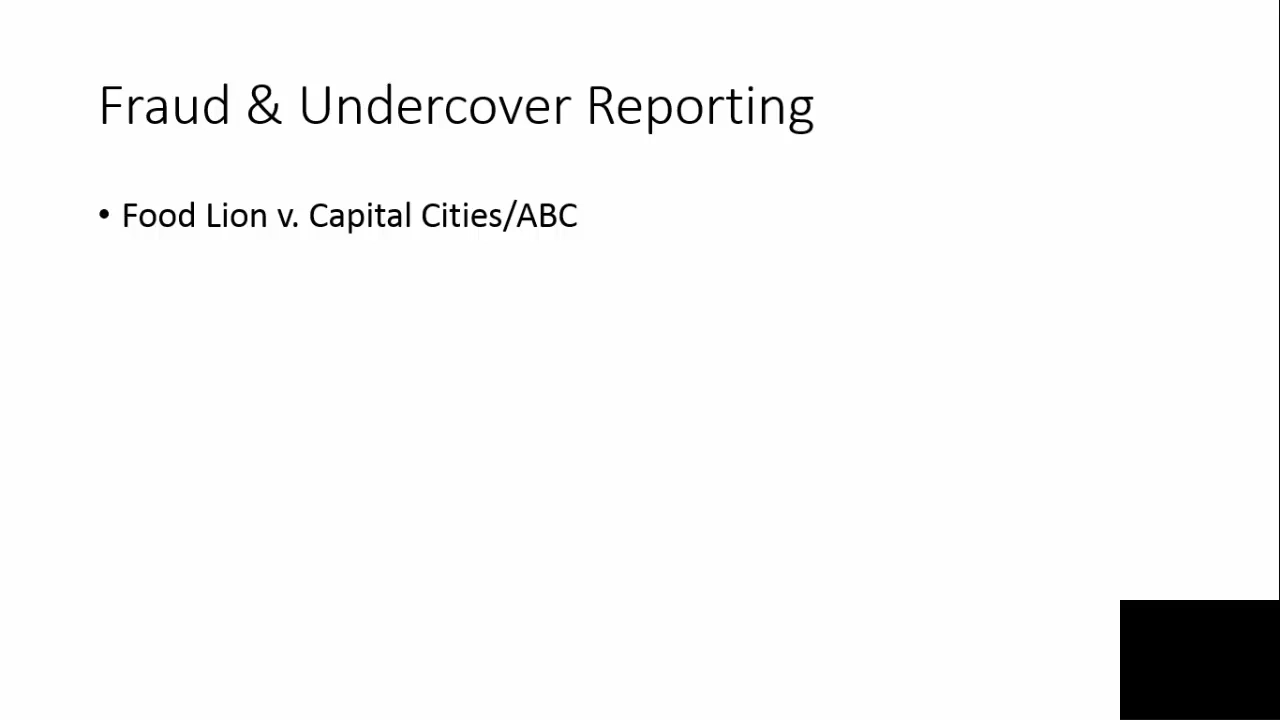 Fraud & Undercover Reporting
• Food Lion v. Capital Cities/ABC